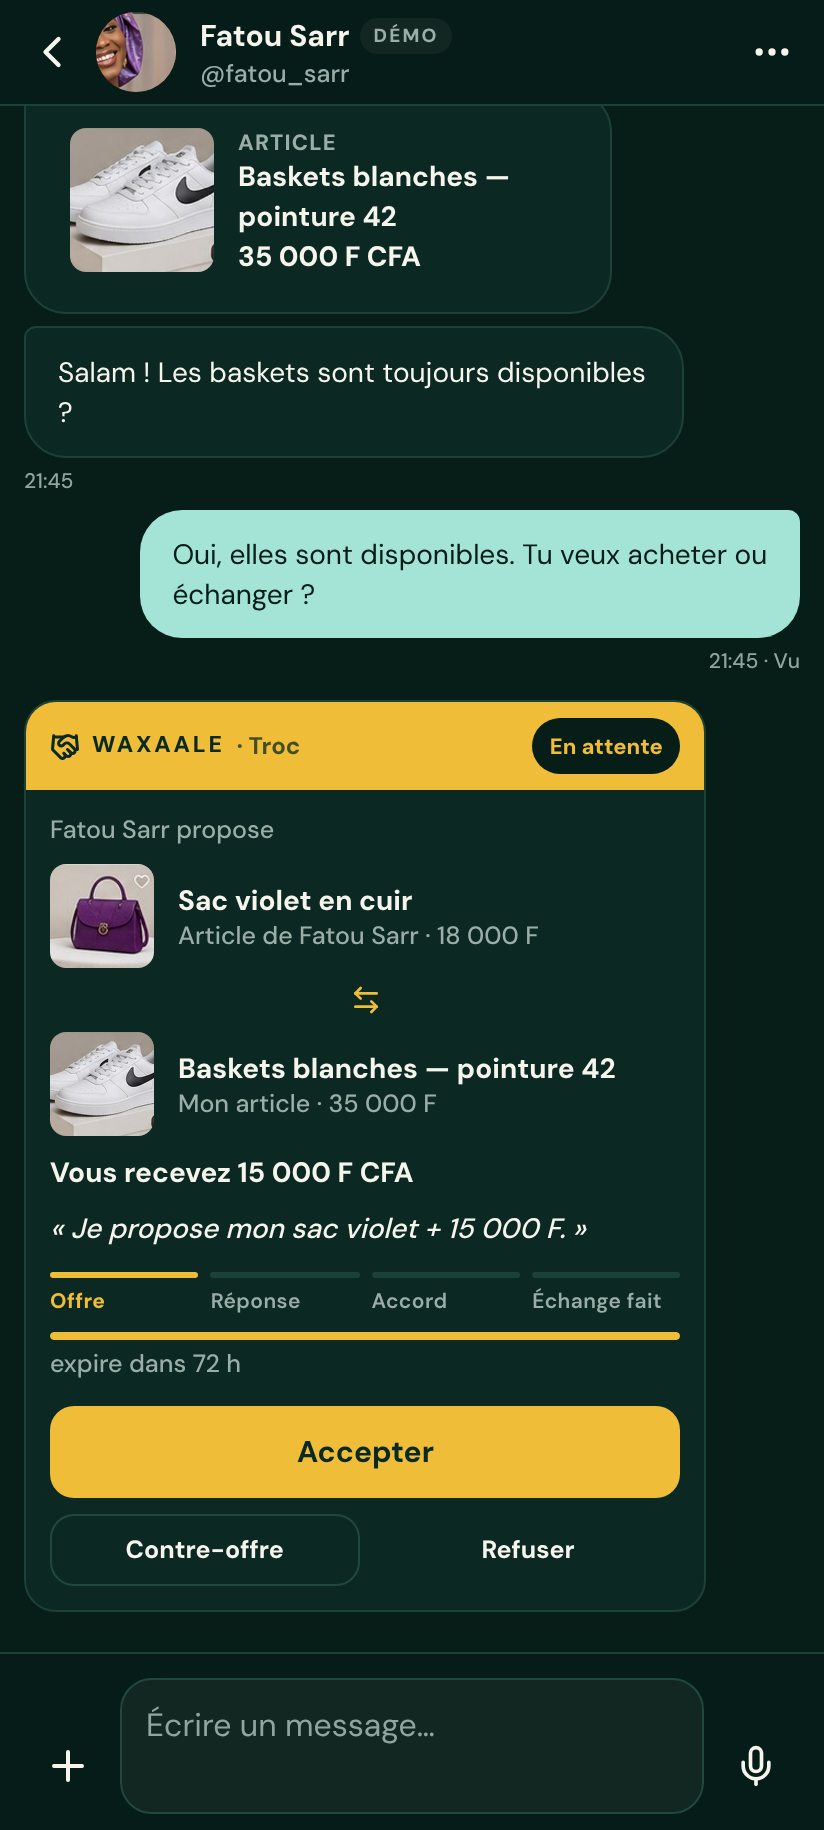 Fatou Sarr DÉMO
@fatou_sarr
ARTICLE
Baskets blanches —
pointure 42
35 000 F CFA
Salam ! Les baskets sont toujours disponibles
?
21:45
Oui, elles sont disponibles. Tu veux acheter ou
échanger ?
21:45 · Vu
WAXAALE · Troc En attente
Fatou Sarr propose
Sac violet en cuir
Article de Fatou Sarr · 18 000 F
Baskets blanches — pointure 42
Mon article · 35 000 F
Vous recevez 15 000 F CFA
« Je propose mon sac violet + 15 000 F. »
Offre Réponse Accord Échange fait
expire dans 72 h
Accepter
Contre-offre Refuser
Écrire un message…